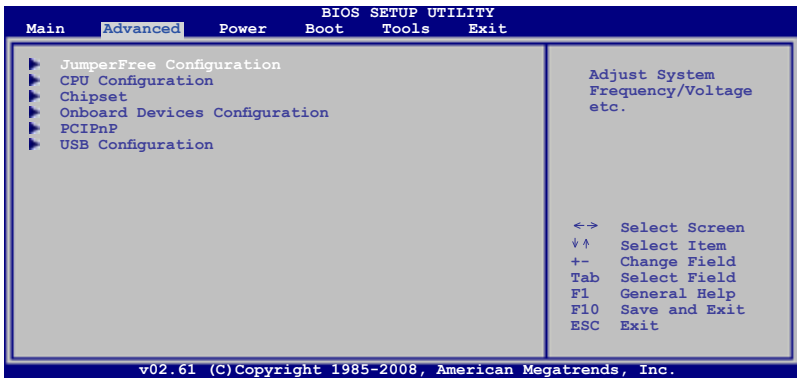 BIOS SETUP UTILITY
Main Advanced Power Boot Tools Exit
JumperFree Configuration
CPU Configuration
Chipset
Onboard Devices Configuration
PCIPnP
USB Configuration
Adjust System
Frequency/Voltage
etc.
←→ Select Screen
↓↑ Select Item
+- Change Field
Tab Select Field
F1 General Help
F10 Save and Exit
ESC Exit
v02.61 (C)Copyright 1985-2008, American Megatrends, Inc.